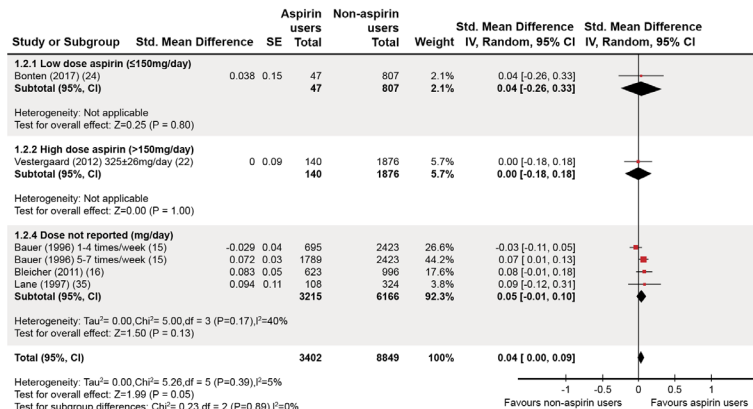 Aspirin Non-aspirin
users users Std. Mean Difference Std. Mean Difference
Study or Subgroup Std. Mean Difference SE Total Total Weight IV, Random, 95% CI IV, Random, 95% CI
1.2.1 Low dose aspirin (≤150mg/day)
Bonten (2017) (24) 0.038 0.15 47 807 2.1% 0.04 [-0.26, 0.33]
Subtotal (95%, CI) 47 807 2.1% 0.04 [-0.26, 0.33]
Heterogeneity: Not applicable
Test for overall effect: Z=0.25 (P = 0.80)
1.2.2 High dose aspirin (>150mg/day)
Vestergaard (2012) 325±26mg/day (22) 0 0.09 140 1876 5.7% 0.00 [-0.18, 0.18]
Subtotal (95%, CI) 140 1876 5.7% 0.00 [-0.18, 0.18]
Heterogeneity: Not applicable
Test for overall effect: Z=0.00 (P = 1.00)
1.2.4 Dose not reported (mg/day)
Bauer (1996) 1-4 times/week (15) -0.029 0.04 695 2423 26.6% -0.03 [-0.11, 0.05]
Bauer (1996) 5-7 times/week (15) 0.072 0.03 1789 2423 44.2% 0.07 [0.01, 0.13]
Bleicher (2011) (16) 0.083 0.05 623 996 17.6% 0.08 [-0.01, 0.18]
Lane (1997) (35) 0.094 0.11 108 324 3.8% 0.09 [-0.12, 0.31]
Subtotal (95%, CI) 3215 6166 92.3% 0.05 [-0.01, 0.10]
Heterogeneity: Tau²= 0.00,Chi²= 5.00,df = 3 (P=0.17),I²=40%
Test for overall effect: Z=1.50 (P = 0.13)
Total (95%, CI) 3402 8849 100% 0.04 [ 0.00, 0.09]
Heterogeneity: Tau²= 0.00,Chi²= 5.26,df = 5 (P=0.39),I²=5%
Test for overall effect: Z=1.99 (P = 0.05)
Test for subgroup differences: Chi²= 0.23,df = 2 (P=0.89),I²=0%
-1 -0.5 0 0.5 1
Favours non-aspirin users Favours aspirin users